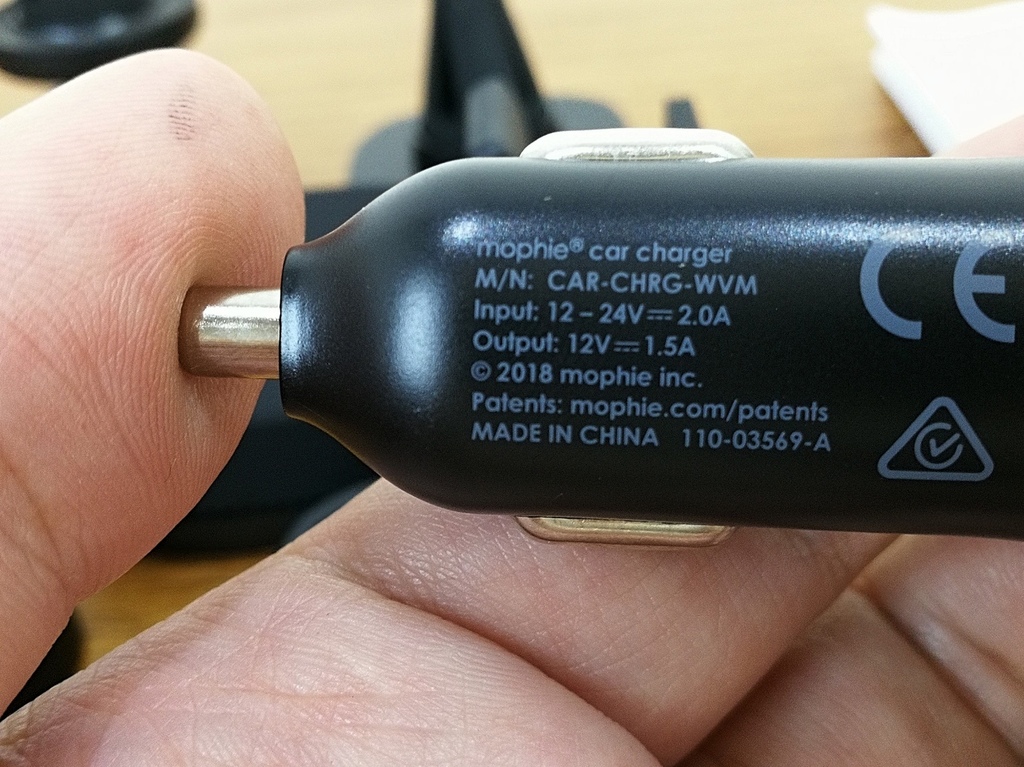 mophie® car charger
M/N: CAR-CHRG-WVM
Input: 12 – 24V⎓2.0A
Output: 12V⎓1.5A
© 2018 mophie inc.
Patents: mophie.com/patents
MADE IN CHINA 110-03569-A
CE